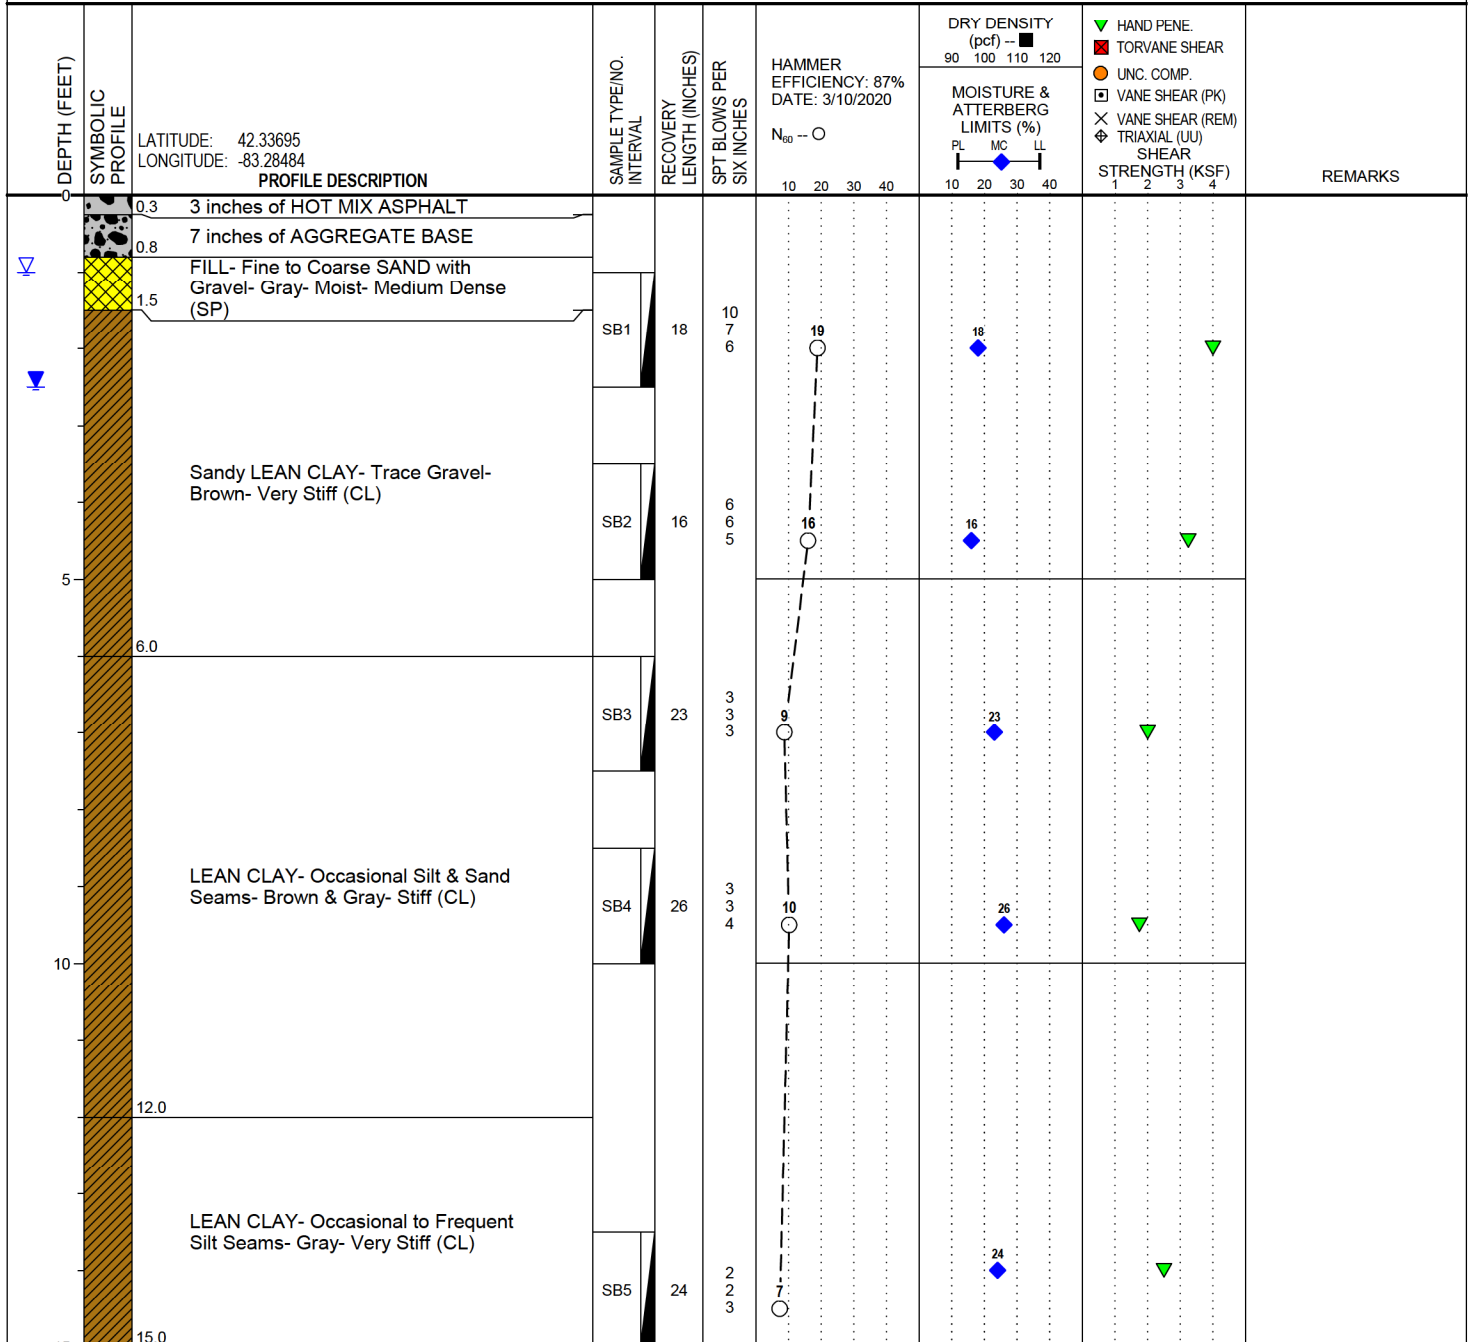 DEPTH (FEET)
SYMBOLIC
PROFILE
LATITUDE: 42.33695
LONGITUDE: -83.28484
PROFILE DESCRIPTION
SAMPLE TYPE/NO.
INTERVAL
RECOVERY
LENGTH (INCHES)
SPT BLOWS PER
SIX INCHES
HAMMER
EFFICIENCY: 87%
DATE: 3/10/2020
N60 --
10 20 30 40
DRY DENSITY
(pcf) --
90 100 110 120
MOISTURE &
ATTERBERG
LIMITS (%)
PL MC LL
10 20 30 40
HAND PENE.
TORVANE SHEAR
UNC. COMP.
VANE SHEAR (PK)
VANE SHEAR (REM)
TRIAXIAL (UU)
SHEAR
STRENGTH (KSF)
1 2 3 4
REMARKS
0
0.3 3 inches of HOT MIX ASPHALT
0.8 7 inches of AGGREGATE BASE
FILL- Fine to Coarse SAND with
Gravel- Gray- Moist- Medium Dense
1.5 (SP)
SB1 18
10
7
6
19 18
Sandy LEAN CLAY- Trace Gravel-
Brown- Very Stiff (CL)
SB2 16
6
6
5
16 16
5
6.0
SB3 23
3
3
3
9 23
LEAN CLAY- Occasional Silt & Sand
Seams- Brown & Gray- Stiff (CL)
SB4 26
3
3
4
10 26
10
12.0
LEAN CLAY- Occasional to Frequent
Silt Seams- Gray- Very Stiff (CL)
SB5 24
2
2
3
7 24
15.0